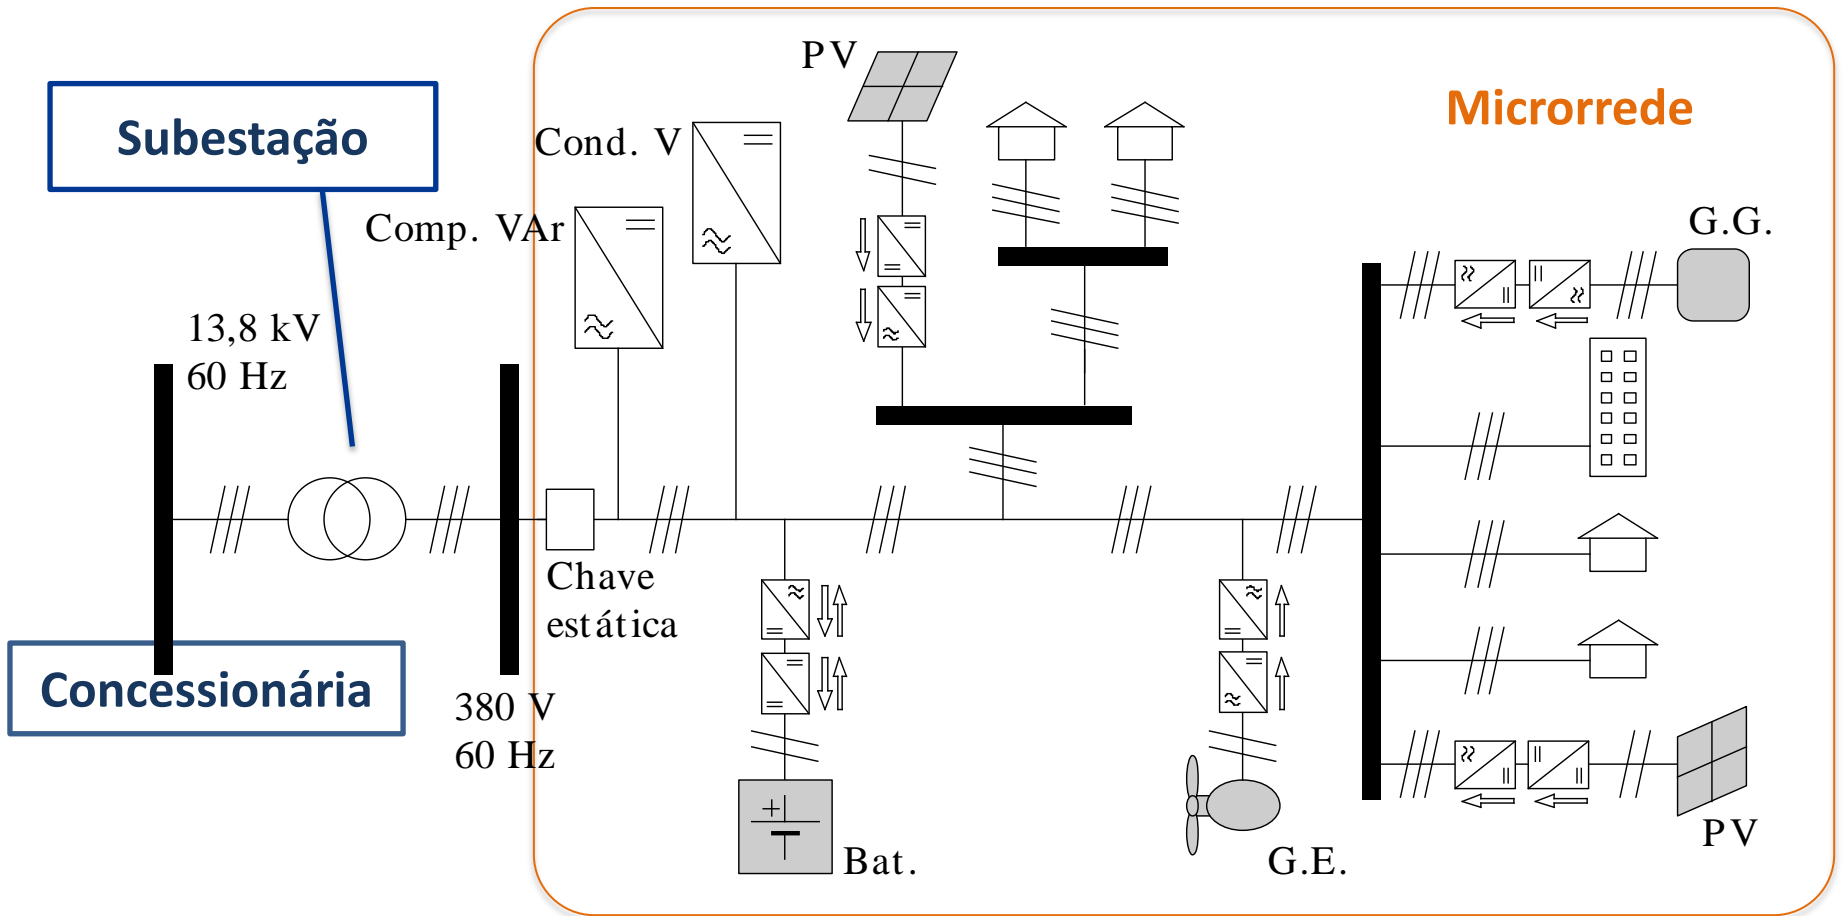 PV
Microrrede
Subestação
Cond. V
Comp. VAr
G.G.
13,8 kV
60 Hz
Chave
estática
Concessionária
380 V
60 Hz
+
Bat.
G.E.
PV